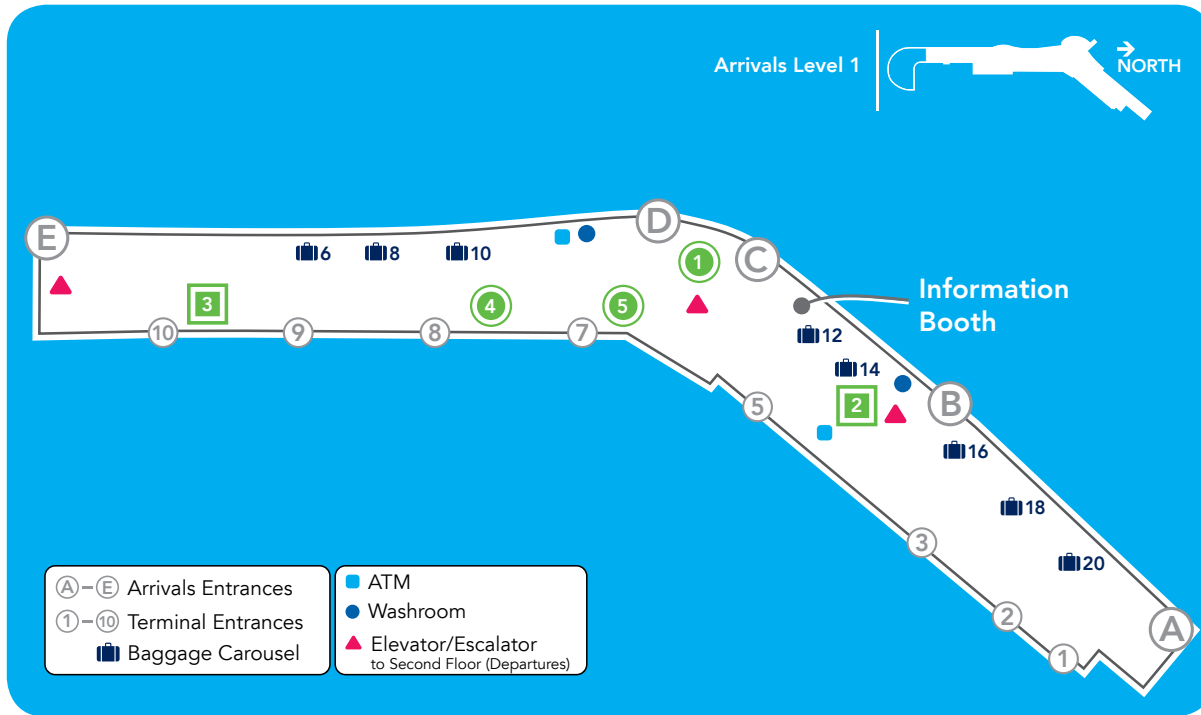 Arrivals Level 1
NORTH
D
E
C
1
6
8
10
Information
Booth
3
4
5
12
10
9
8
7
14
2
B
5
16
18
3
20
2
A
1
A – E Arrivals Entrances
1 – 10 Terminal Entrances
Baggage Carousel
ATM
Washroom
Elevator/Escalator
to Second Floor (Departures)